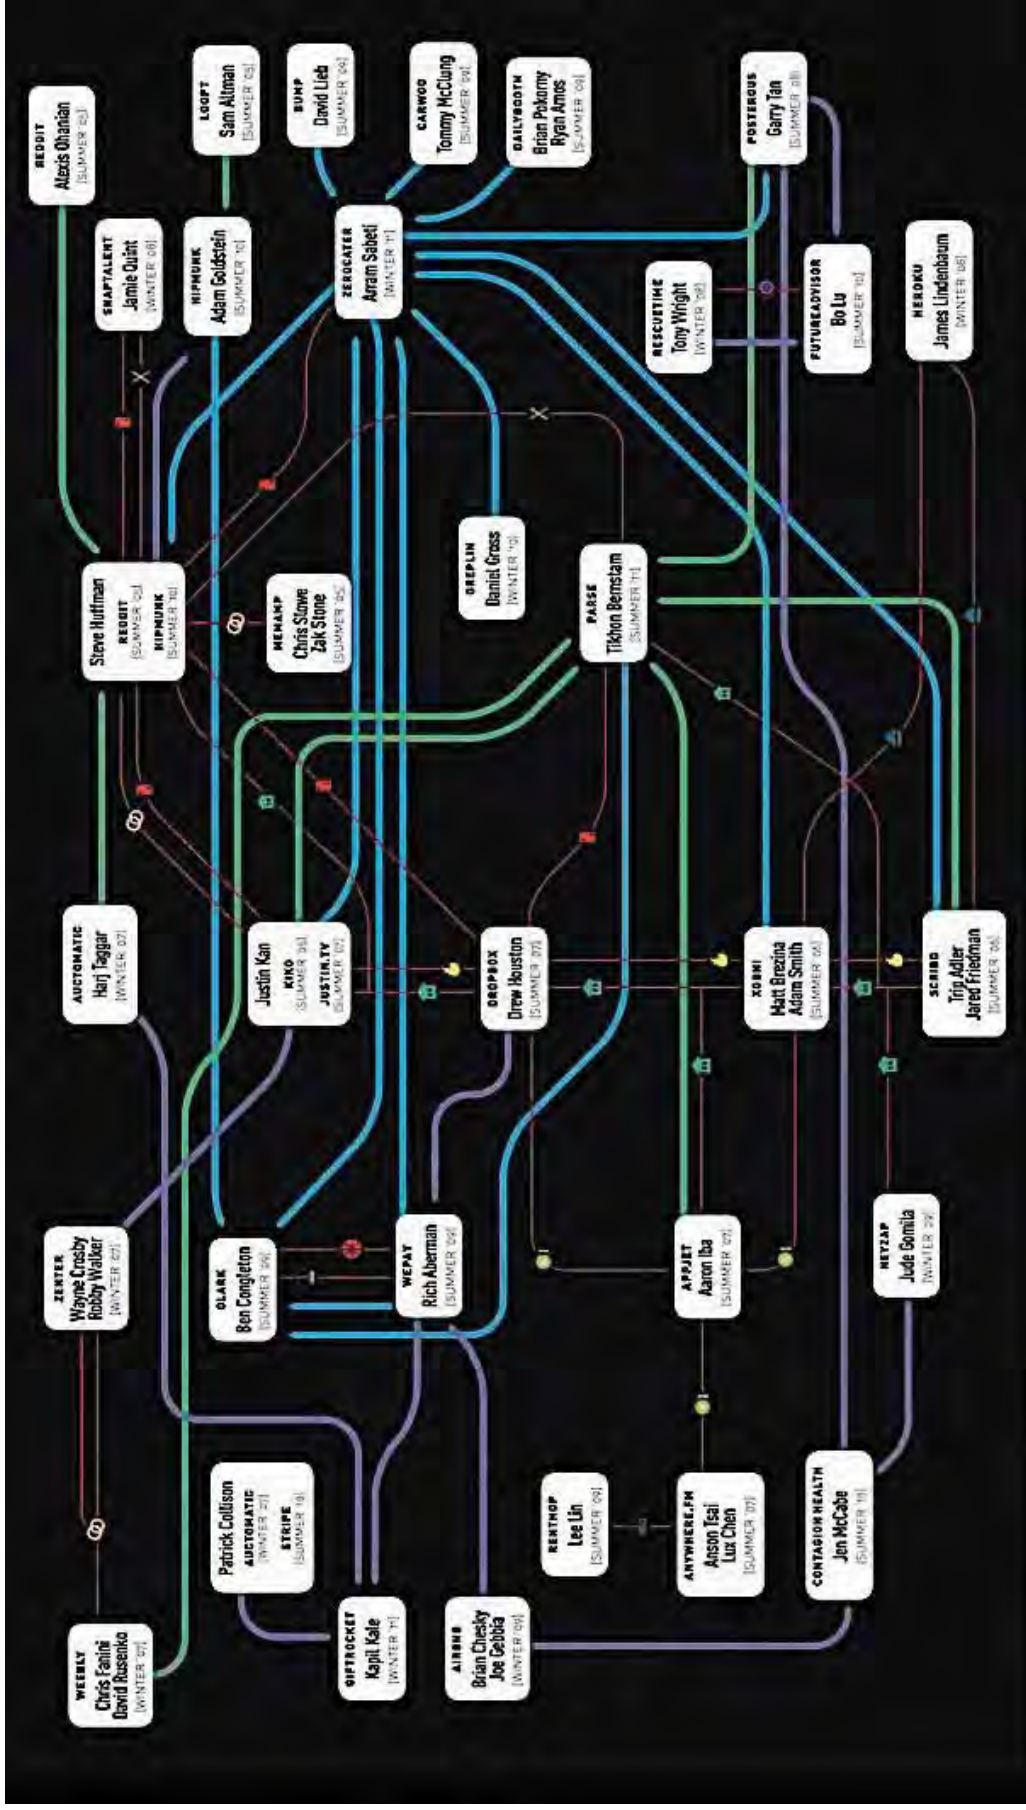 WEEBLY
Chris Fanini
David Rusenko
[WINTER '07]
ZENTER
Wayne Crosby
Robby Walker
[WINTER '07]
AUCTOMATIC
Harj Taggar
[WINTER '07]
Steve Huffman
REDDIT
[SUMMER '05]
HIPMUNK
[SUMMER '10]
SNAPTALENT
Jamie Quint
[WINTER '08]
REDDIT
Alexis Ohanian
[SUMMER '05]
Patrick Collison
AUCTOMATIC
[WINTER '07]
STRIPE
[SUMMER '10]
OLARK
Ben Congleton
[SUMMER '09]
Justin Kan
KIKO
[SUMMER '05]
JUSTIN.TV
[SUMMER '07]
MEMAMP
Chris Slowe
Zak Stone
[SUMMER '05]
HIPMUNK
Adam Goldstein
[SUMMER '10]
LOOPT
Sam Altman
[SUMMER '05]
BUMP
David Lieb
[SUMMER '09]
GIFTROCKET
Kapil Kale
[WINTER '11]
AIRBNB
Brian Chesky
Joe Gebbia
[WINTER '09]
WEPAY
Rich Aberman
[SUMMER '09]
DROPBOX
Drew Houston
[SUMMER '07]
GREPLIN
Daniel Gross
[WINTER '10]
ZEROCATER
Arram Sabeti
[WINTER '11]
CARWOO
Tommy McClung
[SUMMER '09]
DAILYBOOTH
Brian Pokorny
Ryan Amos
[SUMMER '09]
RENTHOP
Lee Lin
[SUMMER '09]
ANYWHERE.FM
Anson Tsai
Lux Chen
[SUMMER '07]
APPJET
Aaron Iba
[SUMMER '07]
XOBNI
Matt Brezina
Adam Smith
[SUMMER '06]
PARSE
Tikhon Bernstam
[SUMMER '11]
RESCUETIME
Tony Wright
[WINTER '08]
POSTEROUS
Garry Tan
[SUMMER '08]
CONTAGION HEALTH
Jen McCabe
[SUMMER '10]
HEYZAP
Jude Gomila
[WINTER '09]
SCRIBD
Trip Adler
Jared Friedman
[SUMMER '06]
FUTUREADVISOR
Bo Lu
[SUMMER '10]
HEROKU
James Lindenbaum
[WINTER '08]